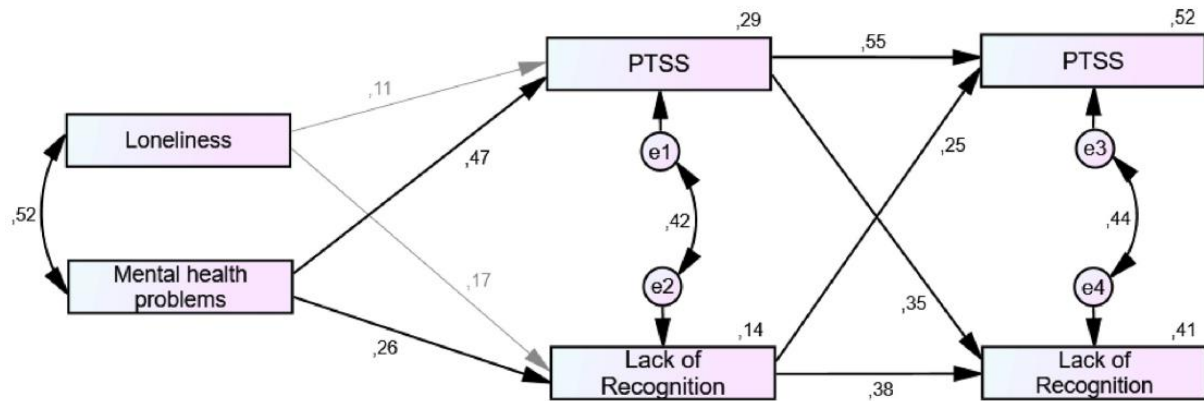 ,29
,52
PTSS
,55
PTSS
,11
Loneliness
e1
e3
,47
,25
,52
,42
,44
Mental health
problems
,17
e2
e4
,35
,26
,14
,41
Lack of
Recognition
,38
Lack of
Recognition